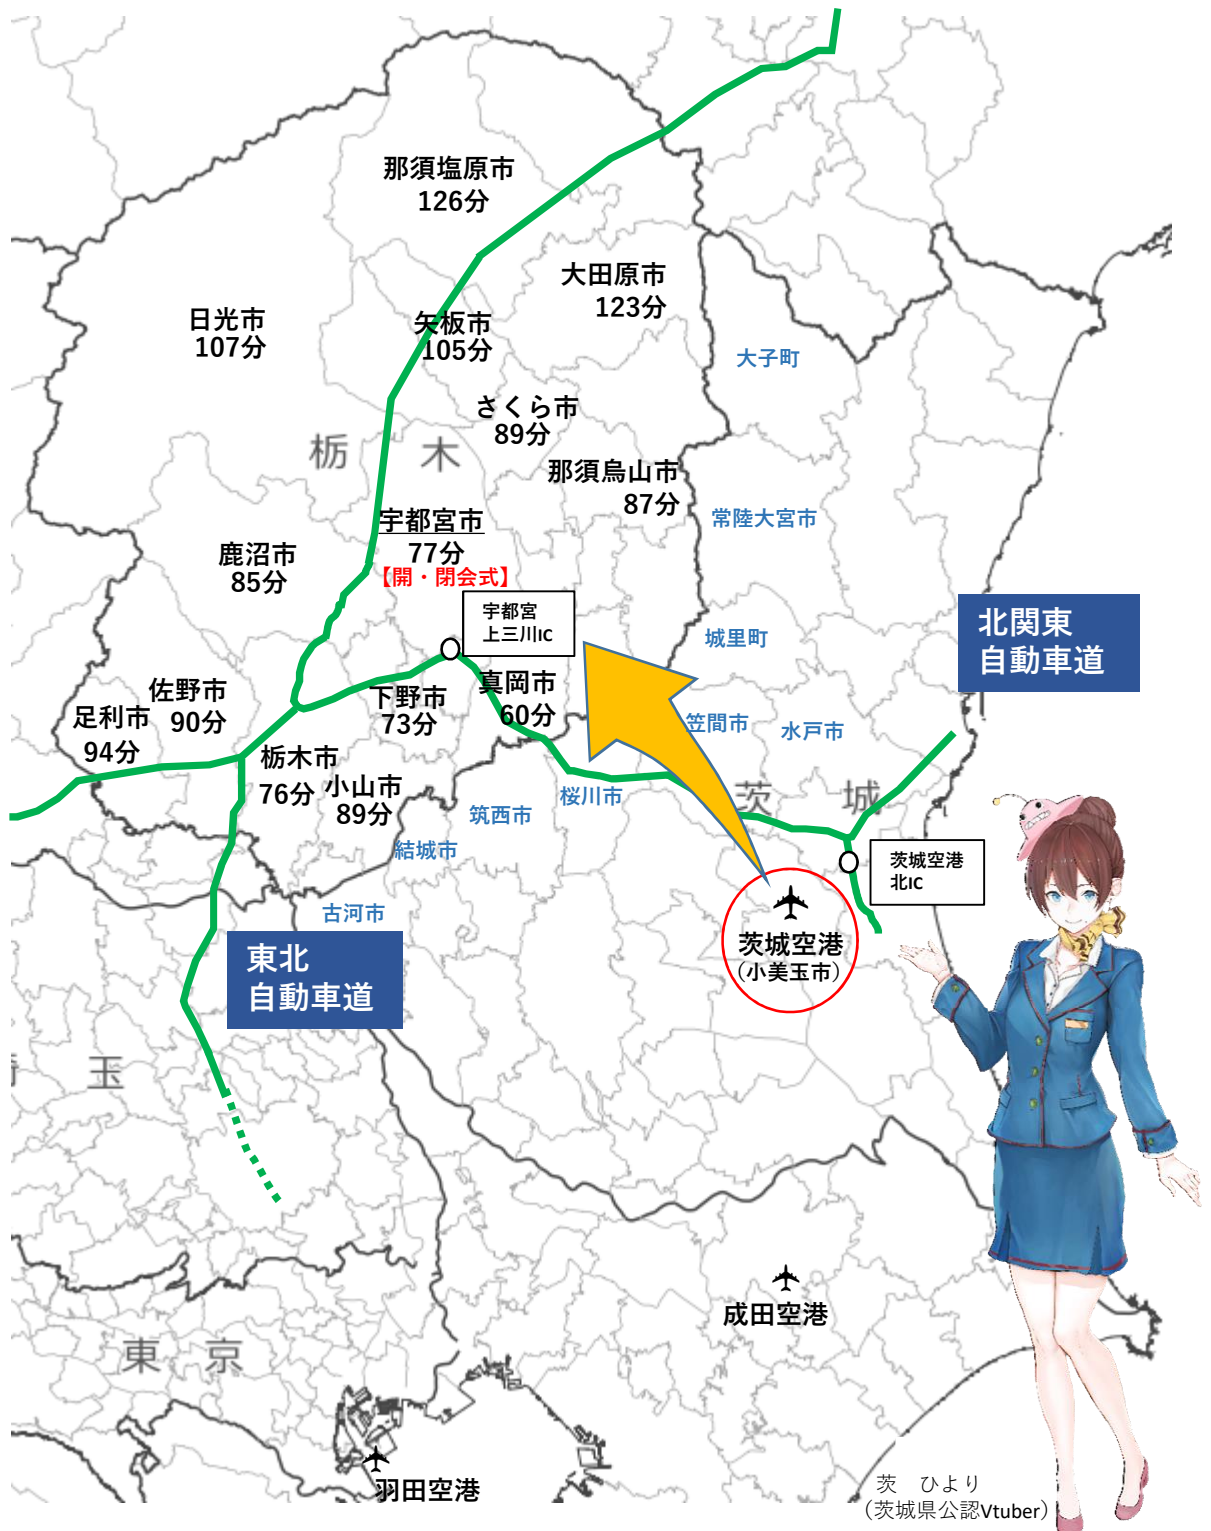 那須塩原市
126分
大田原市
123分
日光市
107分
矢板市
105分
大子町
さくら市
89分
栃 木
那須烏山市
87分
常陸大宮市
宇都宮市
77分
【開・閉会式】
鹿沼市
85分
宇都宮
上三川IC
城里町
北関東
自動車道
真岡市
60分
下野市
73分
佐野市
90分
足利市
94分
笠間市
水戸市
栃木市
76分
小山市
89分
桜川市
筑西市
茨 城
結城市
茨城空港
北IC
古河市
茨城空港
（小美玉市）
東北
自動車道
玉
成田空港
東 京
羽田空港
茨 ひより
（茨城県公認Vtuber）